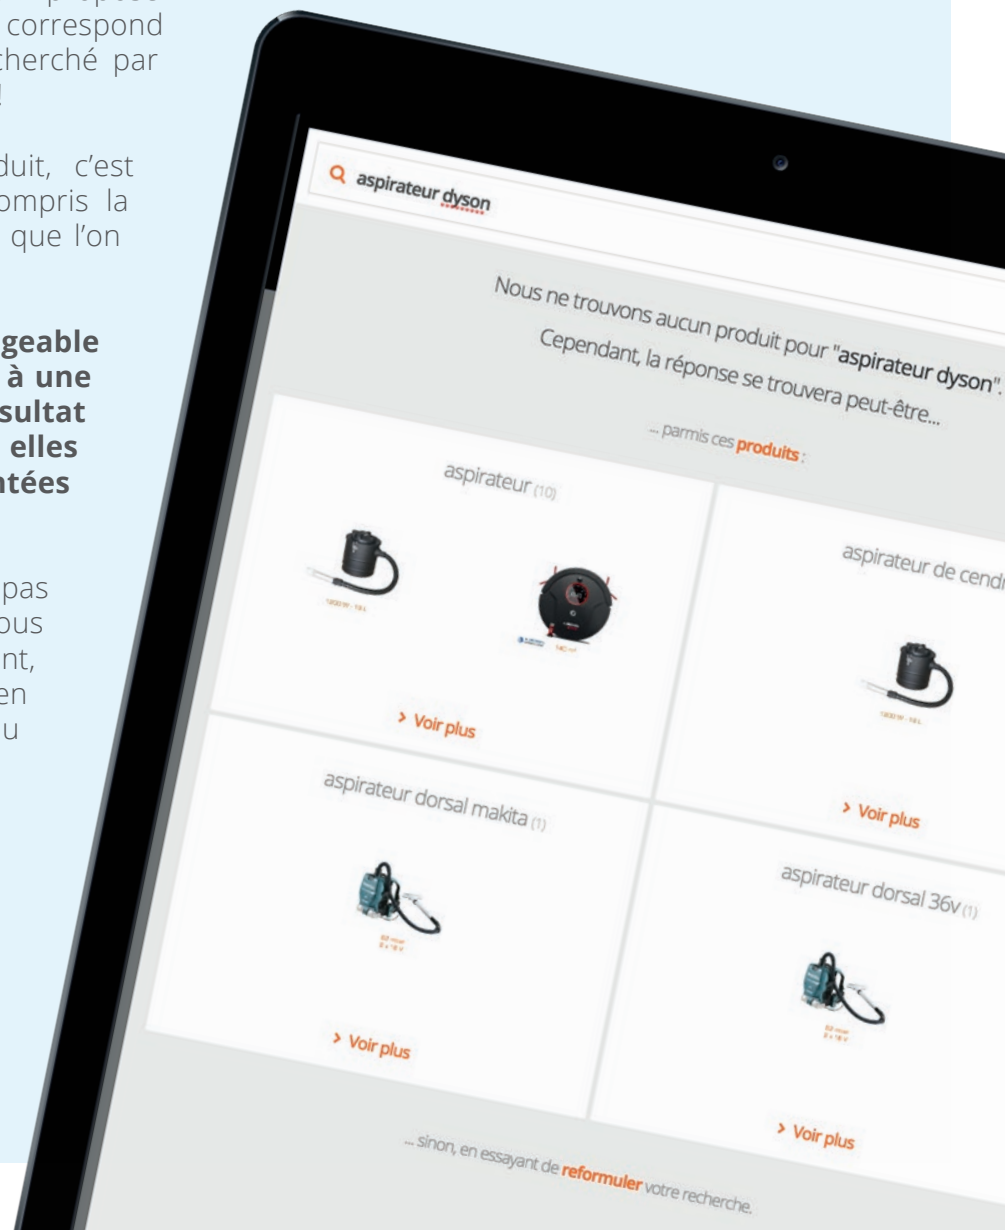 correspond
cherché par
!
duit, c'est
ompris la
que l'on
geable
à une
sultat
elles
ntées
pas
ous
nt,
en
u
aspirateur dyson
Nous ne trouvons aucun produit pour "aspirateur dyson".
Cependant, la réponse se trouvera peut-être...
... parmis ces produits :
aspirateur (10)
> Voir plus
aspirateur de cendr
> Voir plus
aspirateur dorsal makita (1)
> Voir plus
aspirateur dorsal 36v (1)
> Voir plus
... sinon, en essayant de reformuler votre recherche.